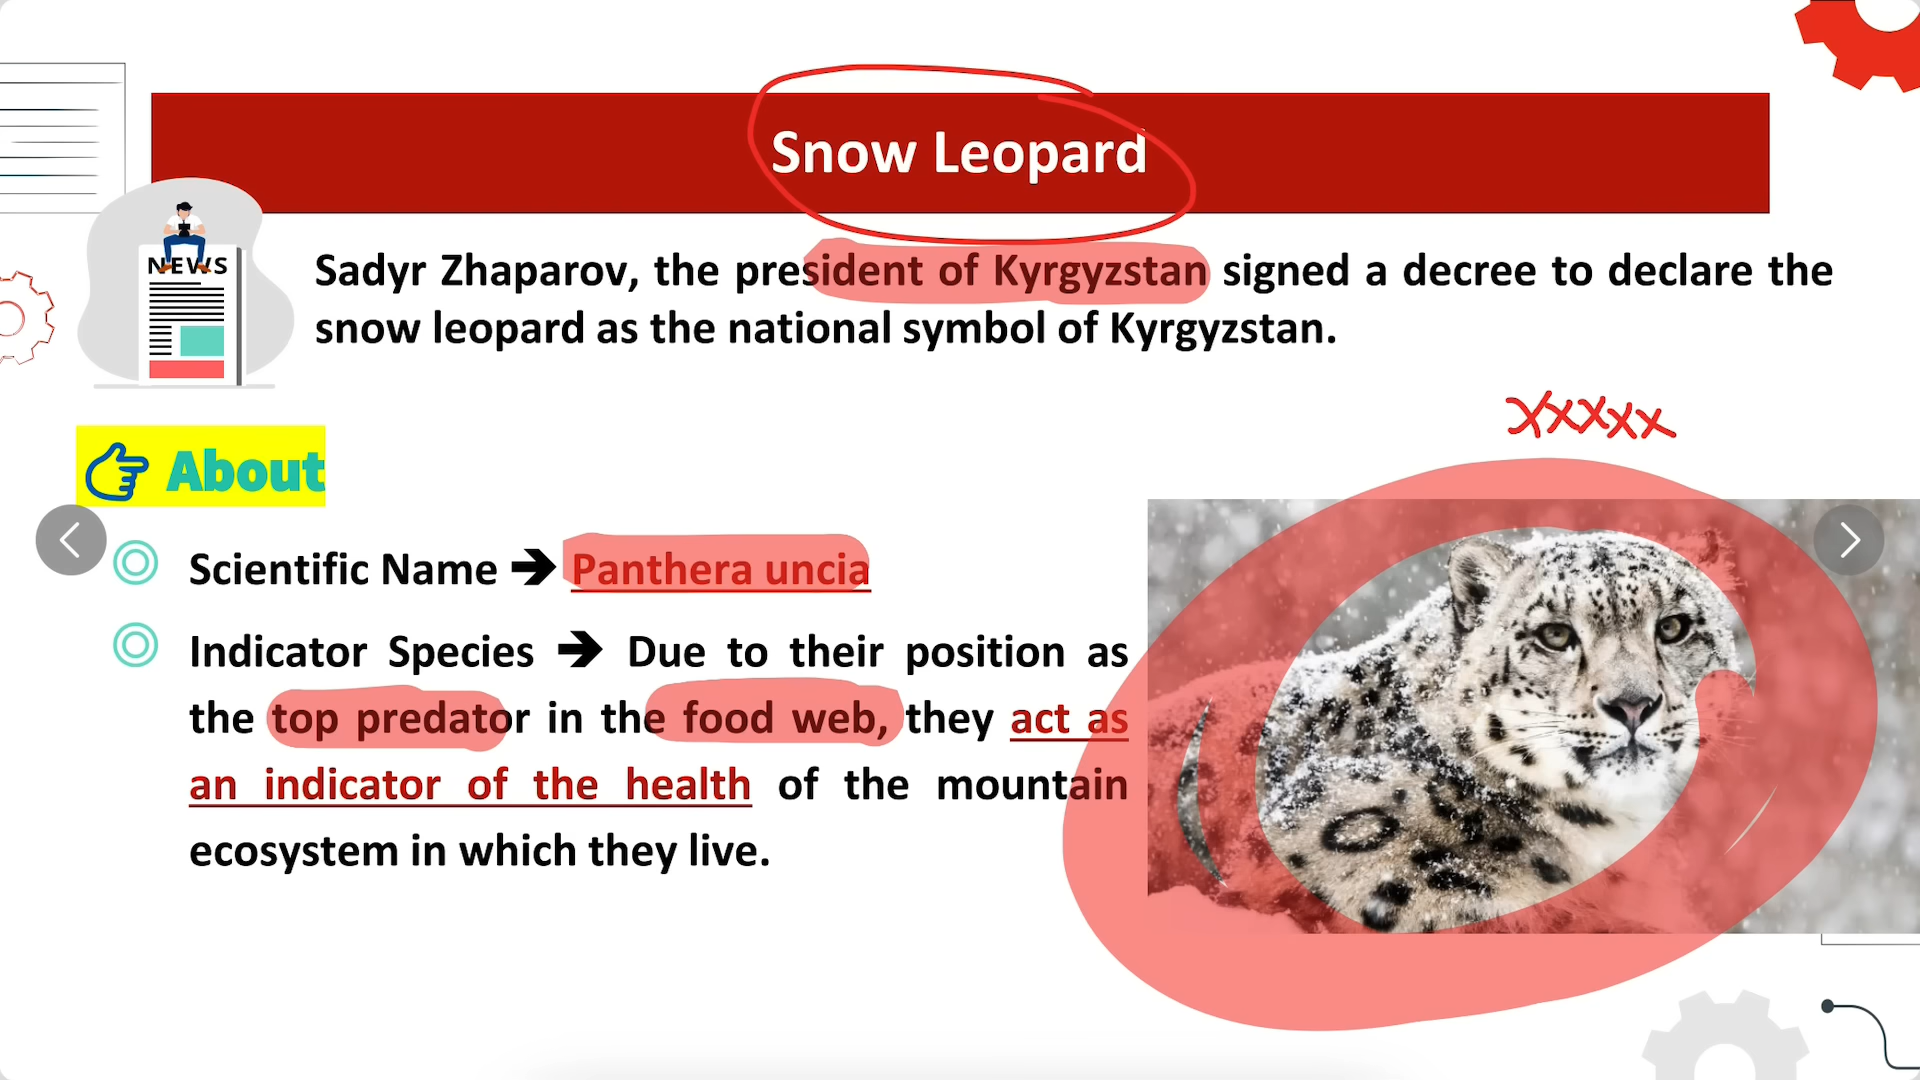 Snow Leopard
NEWS
Sadyr Zhaparov, the president of Kyrgyzstan signed a decree to declare the
snow leopard as the national symbol of Kyrgyzstan.
xxxxx
About
Scientific Name → Panthera uncia
Indicator Species → Due to their position as
the top predator in the food web, they act as
an indicator of the health of the mountain
ecosystem in which they live.